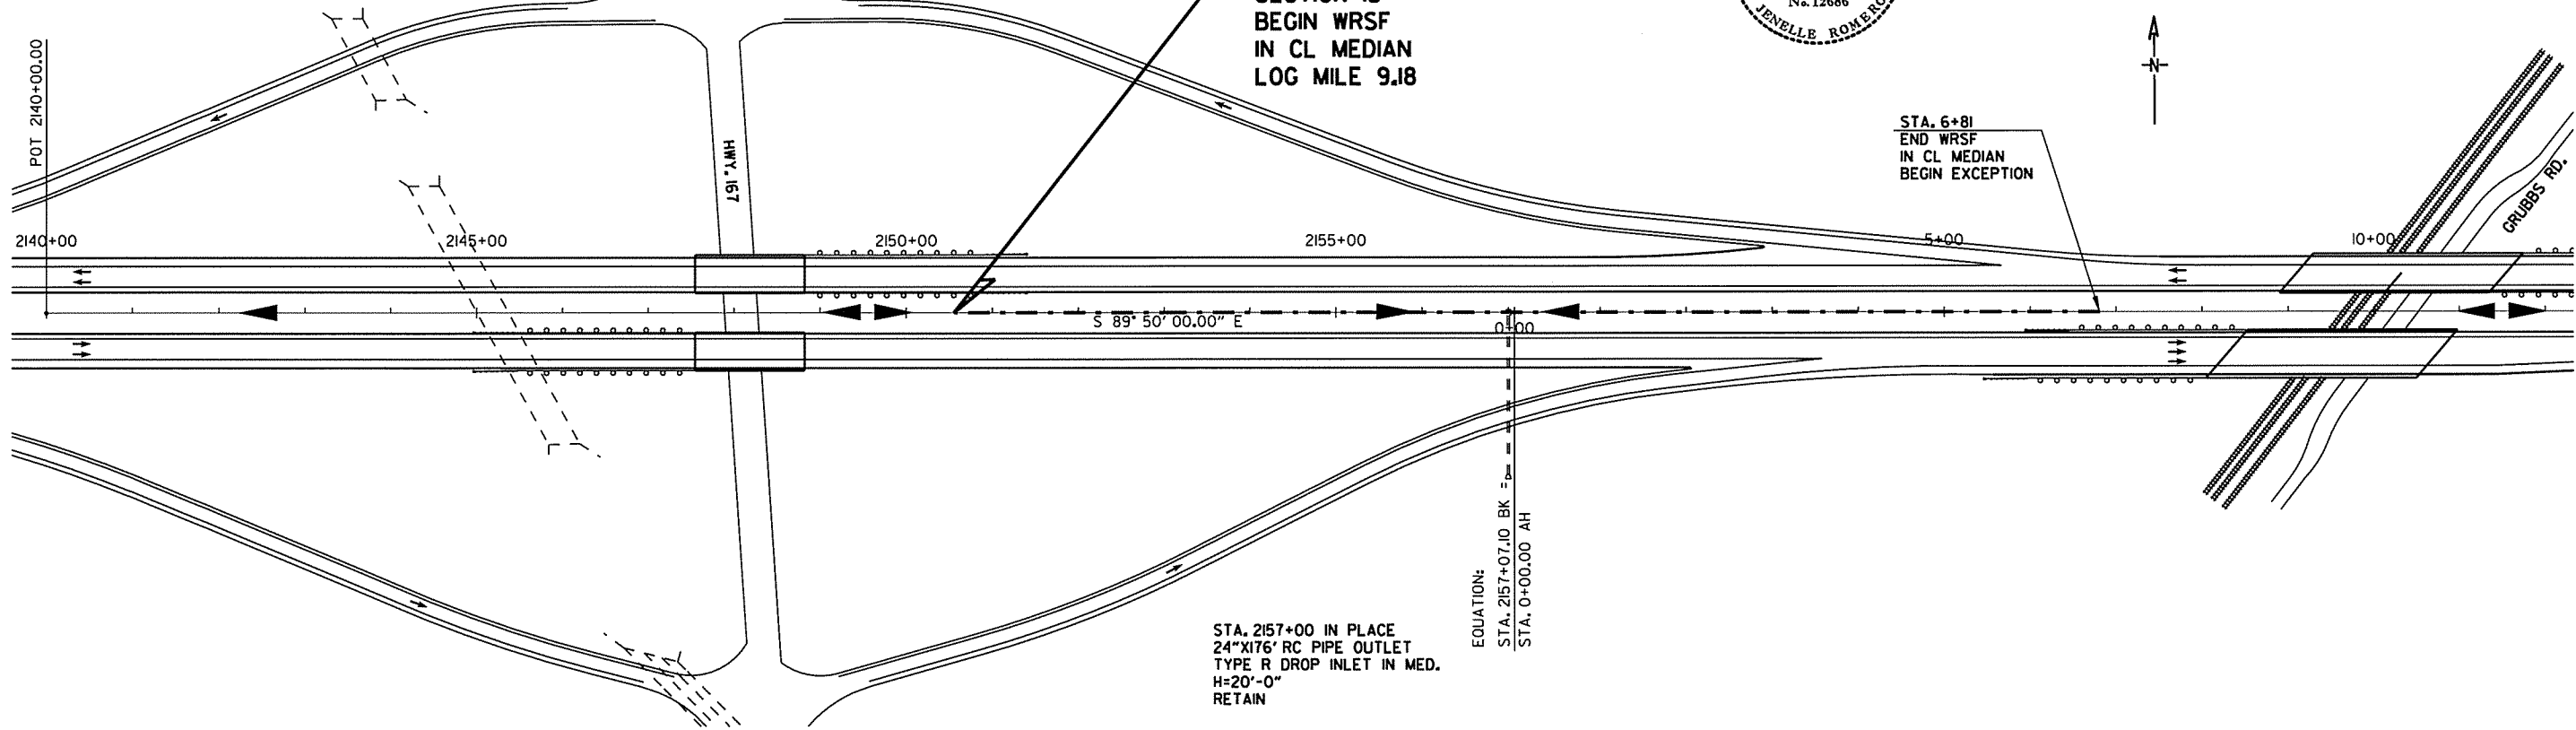 BEGIN WRSF
IN CL MEDIAN
LOG MILE 9.18
No. 12686
JENELLE ROMERO
N
POT 2140+00.00
HWY. 167
STA. 6+81
END WRSF
IN CL MEDIAN
BEGIN EXCEPTION
GRUBBS RD.
2140+00
2145+00
2150+00
2155+00
5+00
10+00
S 89° 50' 00.00" E
0+00
EQUATION:
STA. 2157+07.10 BK =
STA. 0+00.00 AH
STA. 2157+00 IN PLACE
24"X176' RC PIPE OUTLET
TYPE R DROP INLET IN MED.
H=20'-0"
RETAIN